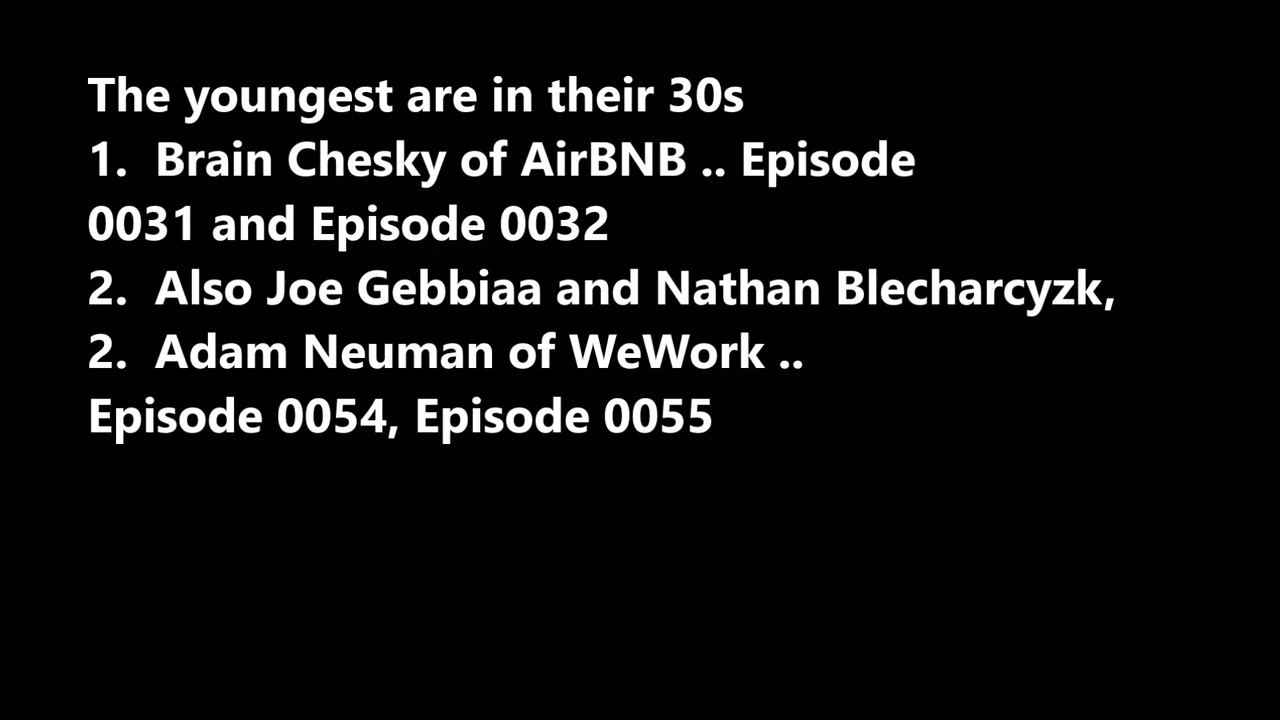 The youngest are in their 30s
1. Brain Chesky of AirBNB .. Episode
0031 and Episode 0032
2. Also Joe Gebbiaa and Nathan Blecharcyzk,
2. Adam Neuman of WeWork ..
Episode 0054, Episode 0055